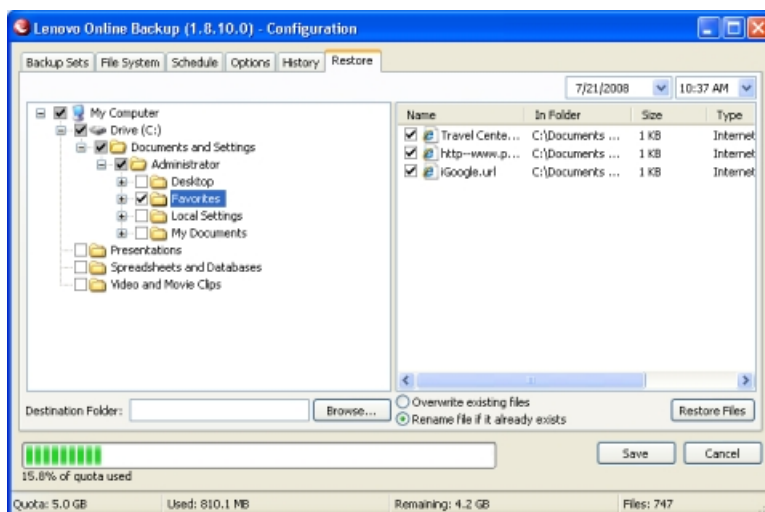 Lenovo Online Backup (1.8.10.0) - Configuration
Backup Sets File System Schedule Options History Restore
7/21/2008 10:37 AM
My Computer
Drive (C:)
Documents and Settings
Administrator
Desktop
Favorites
Local Settings
My Documents
Presentations
Spreadsheets and Databases
Video and Movie Clips
Name In Folder Size Type
Travel Cente... C:\Documents ... 1 KB Internet
http--www.p... C:\Documents ... 1 KB Internet
iGoogle.url C:\Documents ... 1 KB Internet
Destination Folder: Browse...
Overwrite existing files
Rename file if it already exists
Restore Files
Save Cancel
15.8% of quota used
Quota: 5.0 GB Used: 810.1 MB Remaining: 4.2 GB Files: 747